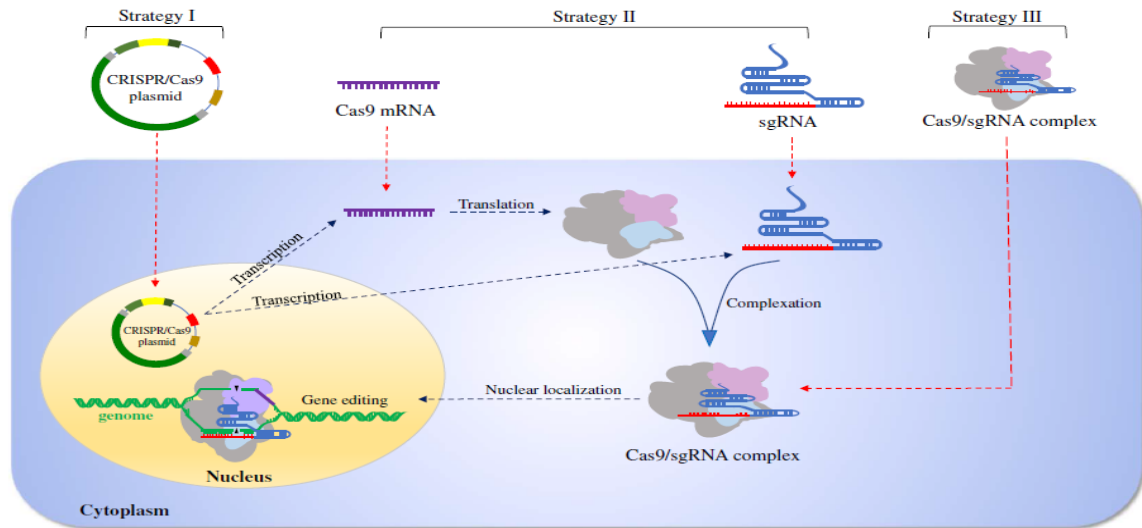 Strategy I
Strategy II
Strategy III
CRISPR/Cas9
plasmid
Cas9 mRNA
sgRNA
Cas9/sgRNA complex
Translation
Transcription
Transcription
Complexation
CRISPR/Cas9
plasmid
Nuclear localization
Gene editing
genome
Cas9/sgRNA complex
Nucleus
Cytoplasm